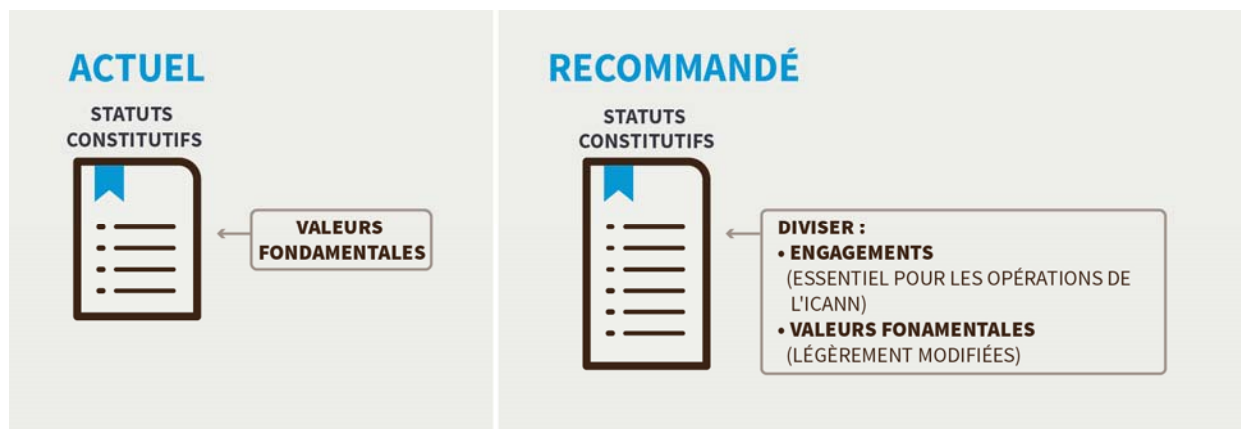 ACTUEL
STATUTS
CONSTITUTIFS
VALEURS
FONDAMENTALES
RECOMMANDÉ
STATUTS
CONSTITUTIFS
DIVISER :
• ENGAGEMENTS
(ESSENTIEL POUR LES OPÉRATIONS DE
L'ICANN)
• VALEURS FONAMENTALES
(LÉGÈREMENT MODIFIÉES)